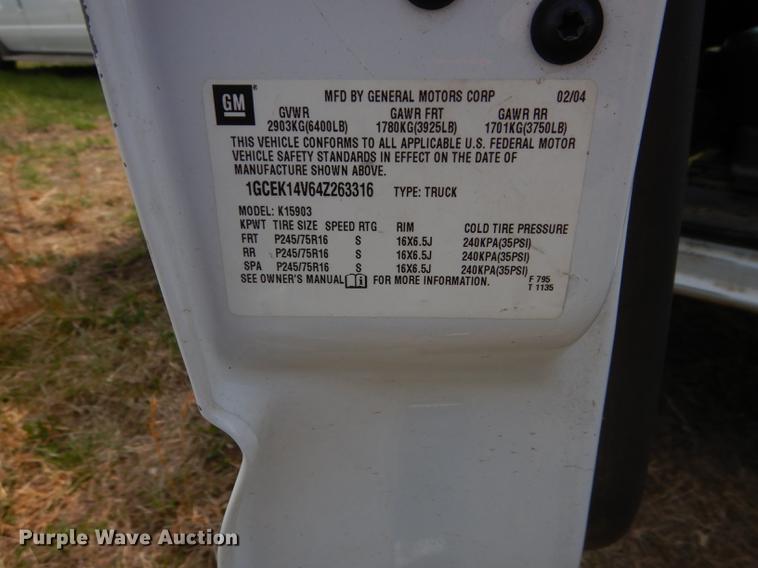 GM ®
MFD BY GENERAL MOTORS CORP 02/04
GVWR GAWR FRT GAWR RR
2903KG(6400LB) 1780KG(3925LB) 1701KG(3750LB)
THIS VEHICLE CONFORMS TO ALL APPLICABLE U.S. FEDERAL MOTOR
VEHICLE SAFETY STANDARDS IN EFFECT ON THE DATE OF
MANUFACTURE SHOWN ABOVE.
1GCEK14V64Z263316 TYPE: TRUCK
MODEL: K15903
KPWT TIRE SIZE SPEED RTG RIM COLD TIRE PRESSURE
FRT P245/75R16 S 16X6.5J 240KPA(35PSI)
RR P245/75R16 S 16X6.5J 240KPA(35PSI)
SPA P245/75R16 S 16X6.5J 240KPA(35PSI)
SEE OWNER'S MANUAL i FOR MORE INFORMATION. F 795
T 1135
Purple Wave Auction